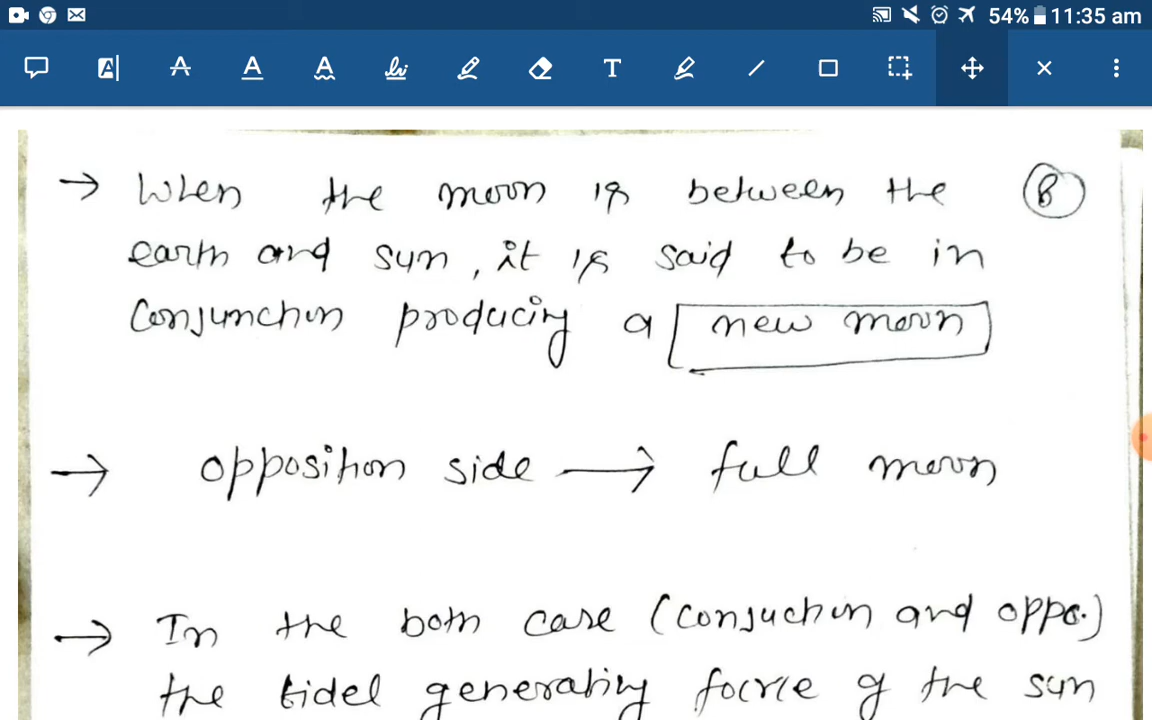 54% 11:35 am
→ When the moon is between the (8)
earth and sun, it is said to be in
Conjunction producing a new moon
→ opposition side → full moon
→ In the both case (conjuction and oppo.)
the tidel generating force of the sun